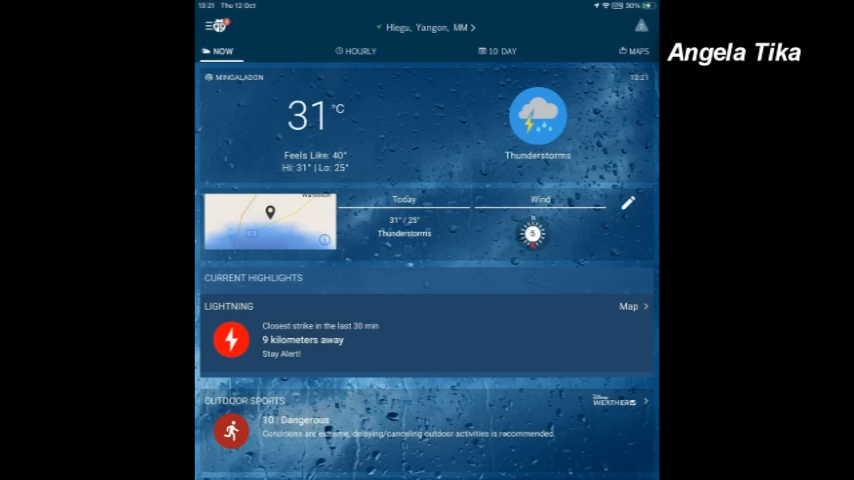 13:21 Thu 12 Oct
30%
Hlegu, Yangon, MM
NOW
HOURLY
10 DAY
MAPS
Angela Tika
MINGALADON
13:21
31°C
Feels Like: 40°
Hi: 31° | Lo: 25°
Thunderstorms
Today
31° / 25°
Thunderstorms
Wind
N
5
CURRENT HIGHLIGHTS
LIGHTNING
Map
Closest strike in the last 30 min
9 kilometers away
Stay Alert!
OUTDOOR SPORTS
WEATHER
10 | Dangerous
Conditions are extreme, delaying/canceling outdoor activities is recommended.